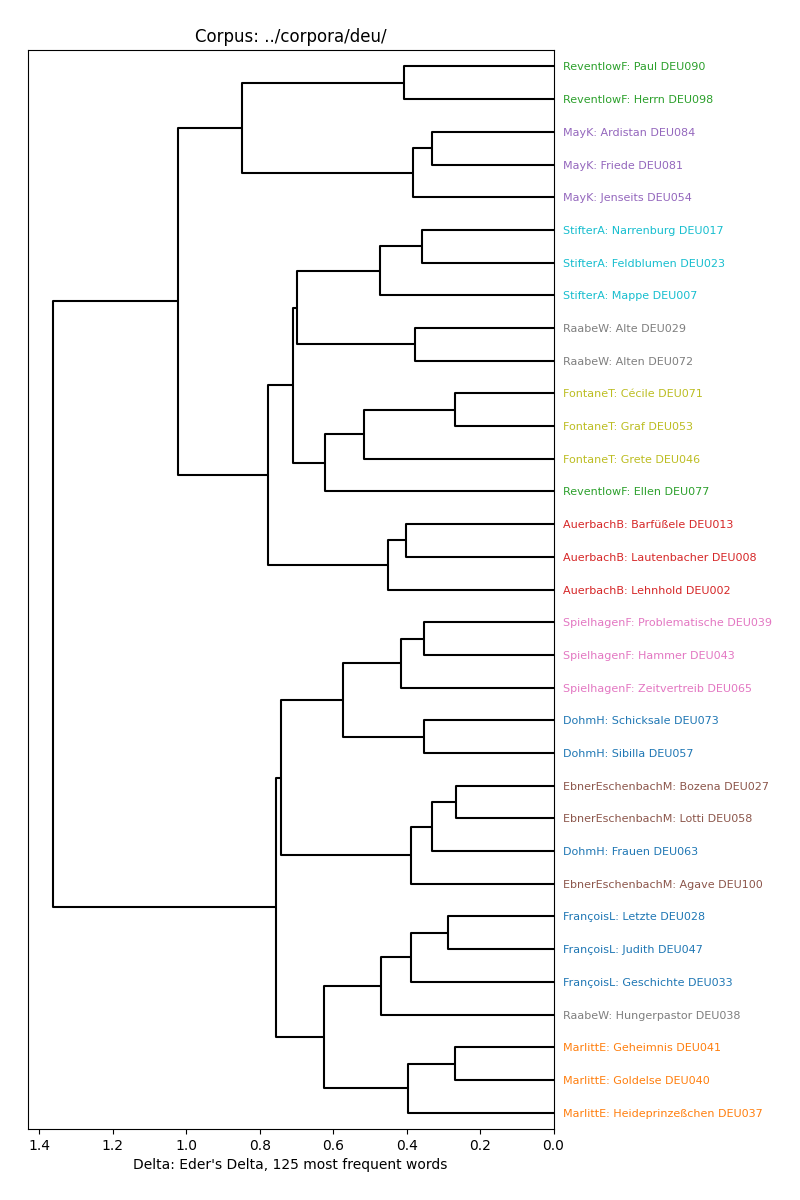 Corpus: ../corpora/deu/
ReventlowF: Paul DEU090
ReventlowF: Herrn DEU098
MayK: Ardistan DEU084
MayK: Friede DEU081
MayK: Jenseits DEU054
StifterA: Narrenburg DEU017
StifterA: Feldblumen DEU023
StifterA: Mappe DEU007
RaabeW: Alte DEU029
RaabeW: Alten DEU072
FontaneT: Cécile DEU071
FontaneT: Graf DEU053
FontaneT: Grete DEU046
ReventlowF: Ellen DEU077
AuerbachB: Barfüßele DEU013
AuerbachB: Lautenbacher DEU008
AuerbachB: Lehnhold DEU002
SpielhagenF: Problematische DEU039
SpielhagenF: Hammer DEU043
SpielhagenF: Zeitvertreib DEU065
DohmH: Schicksale DEU073
DohmH: Sibilla DEU057
EbnerEschenbachM: Bozena DEU027
EbnerEschenbachM: Lotti DEU058
DohmH: Frauen DEU063
EbnerEschenbachM: Agave DEU100
FrançoisL: Letzte DEU028
FrançoisL: Judith DEU047
FrançoisL: Geschichte DEU033
RaabeW: Hungerpastor DEU038
MarlittE: Geheimnis DEU041
MarlittE: Goldelse DEU040
MarlittE: Heideprinzeßchen DEU037
1.4 1.2 1.0 0.8 0.6 0.4 0.2 0.0
Delta: Eder's Delta, 125 most frequent words